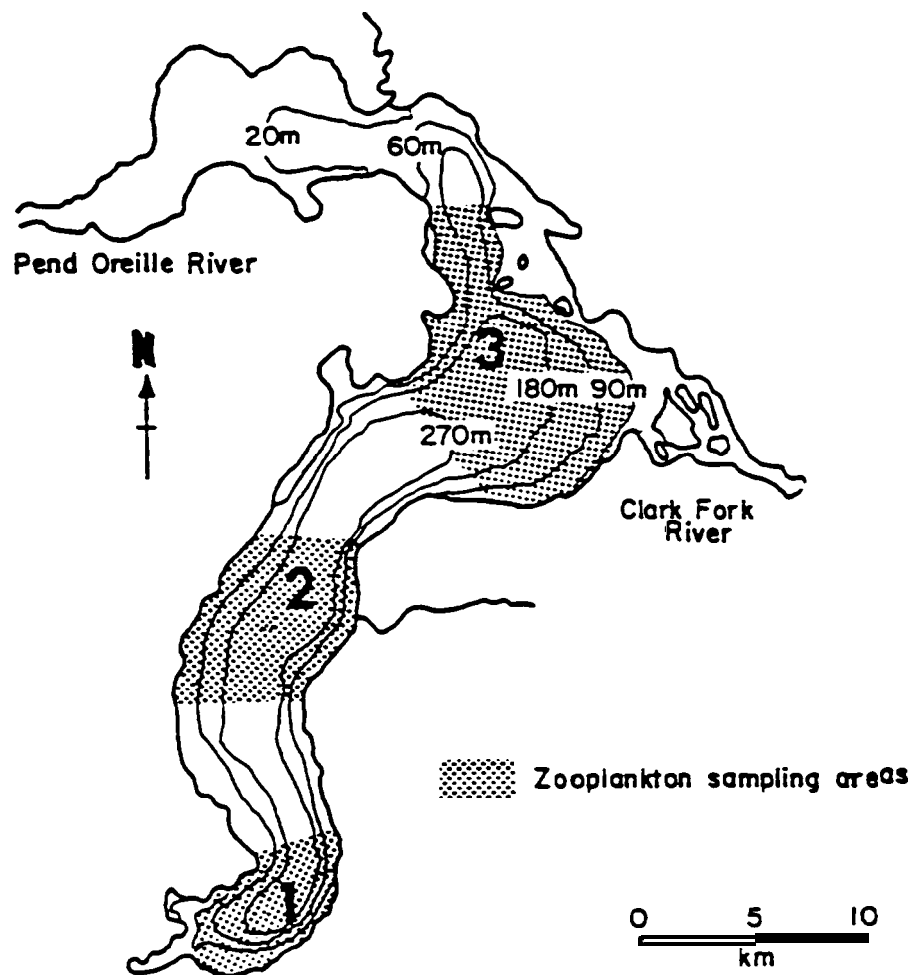 20m
60m
Pend Oreille River
N
3
180m 90m
270m
Clark Fork
River
2
Zooplankton sampling areas
1
0 5 10
km